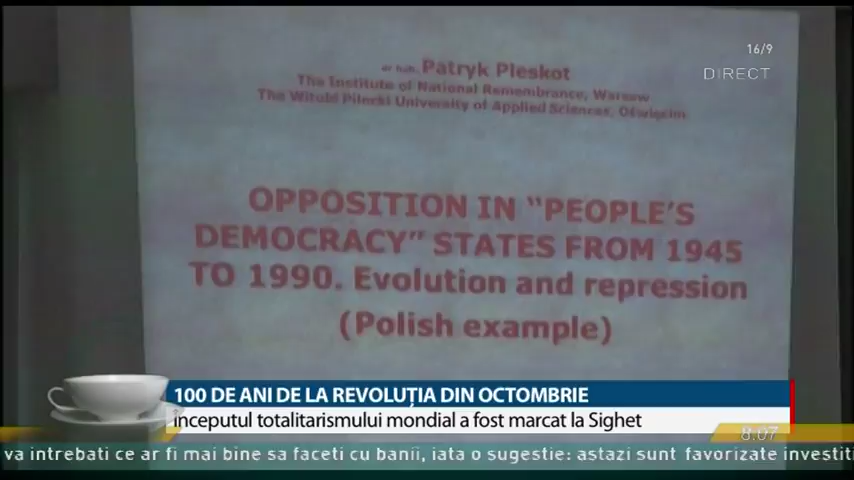 16/9
DIRECT
dr hab. Patryk Pleskot
The Institute of National Remembrance, Warsaw
The Witold Pilecki University of Applied Sciences, Oświęcim
OPPOSITION IN "PEOPLE'S
DEMOCRACY" STATES FROM 1945
TO 1990. Evolution and repression
(Polish example)
100 DE ANI DE LA REVOLUȚIA DIN OCTOMBRIE
Începutul totalitarismului mondial a fost marcat la Sighet
8:07
va intrebati ce ar fi mai bine sa faceti cu banii, iata o sugestie: astazi sunt favorizate investiti